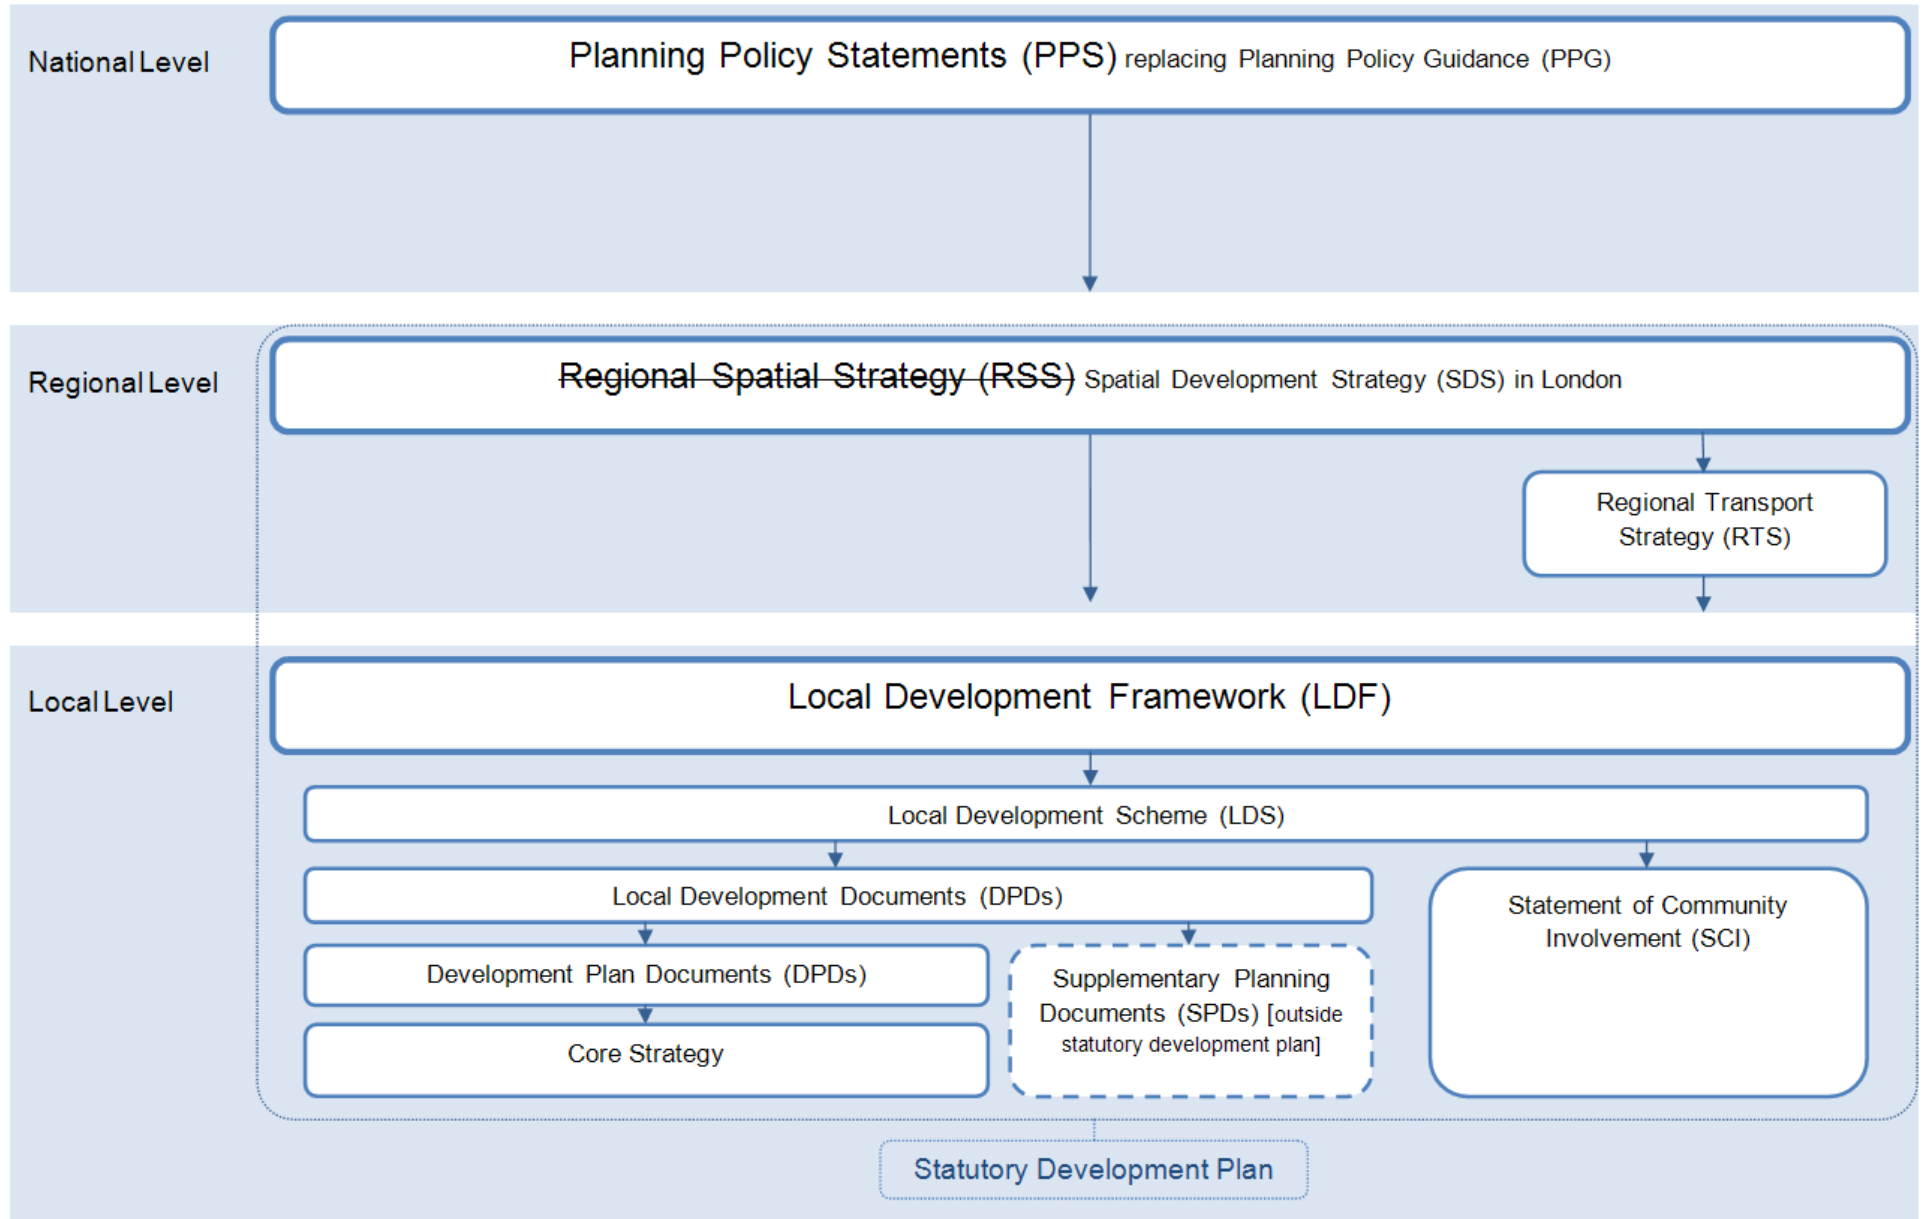 National Level
Planning Policy Statements (PPS) replacing Planning Policy Guidance (PPG)
Regional Level
Regional Spatial Strategy (RSS) Spatial Development Strategy (SDS) in London
Regional Transport
Strategy (RTS)
Local Level
Local Development Framework (LDF)
Local Development Scheme (LDS)
Local Development Documents (DPDs)
Statement of Community
Involvement (SCI)
Development Plan Documents (DPDs)
Supplementary Planning
Documents (SPDs) [outside
statutory development plan]
Core Strategy
Statutory Development Plan